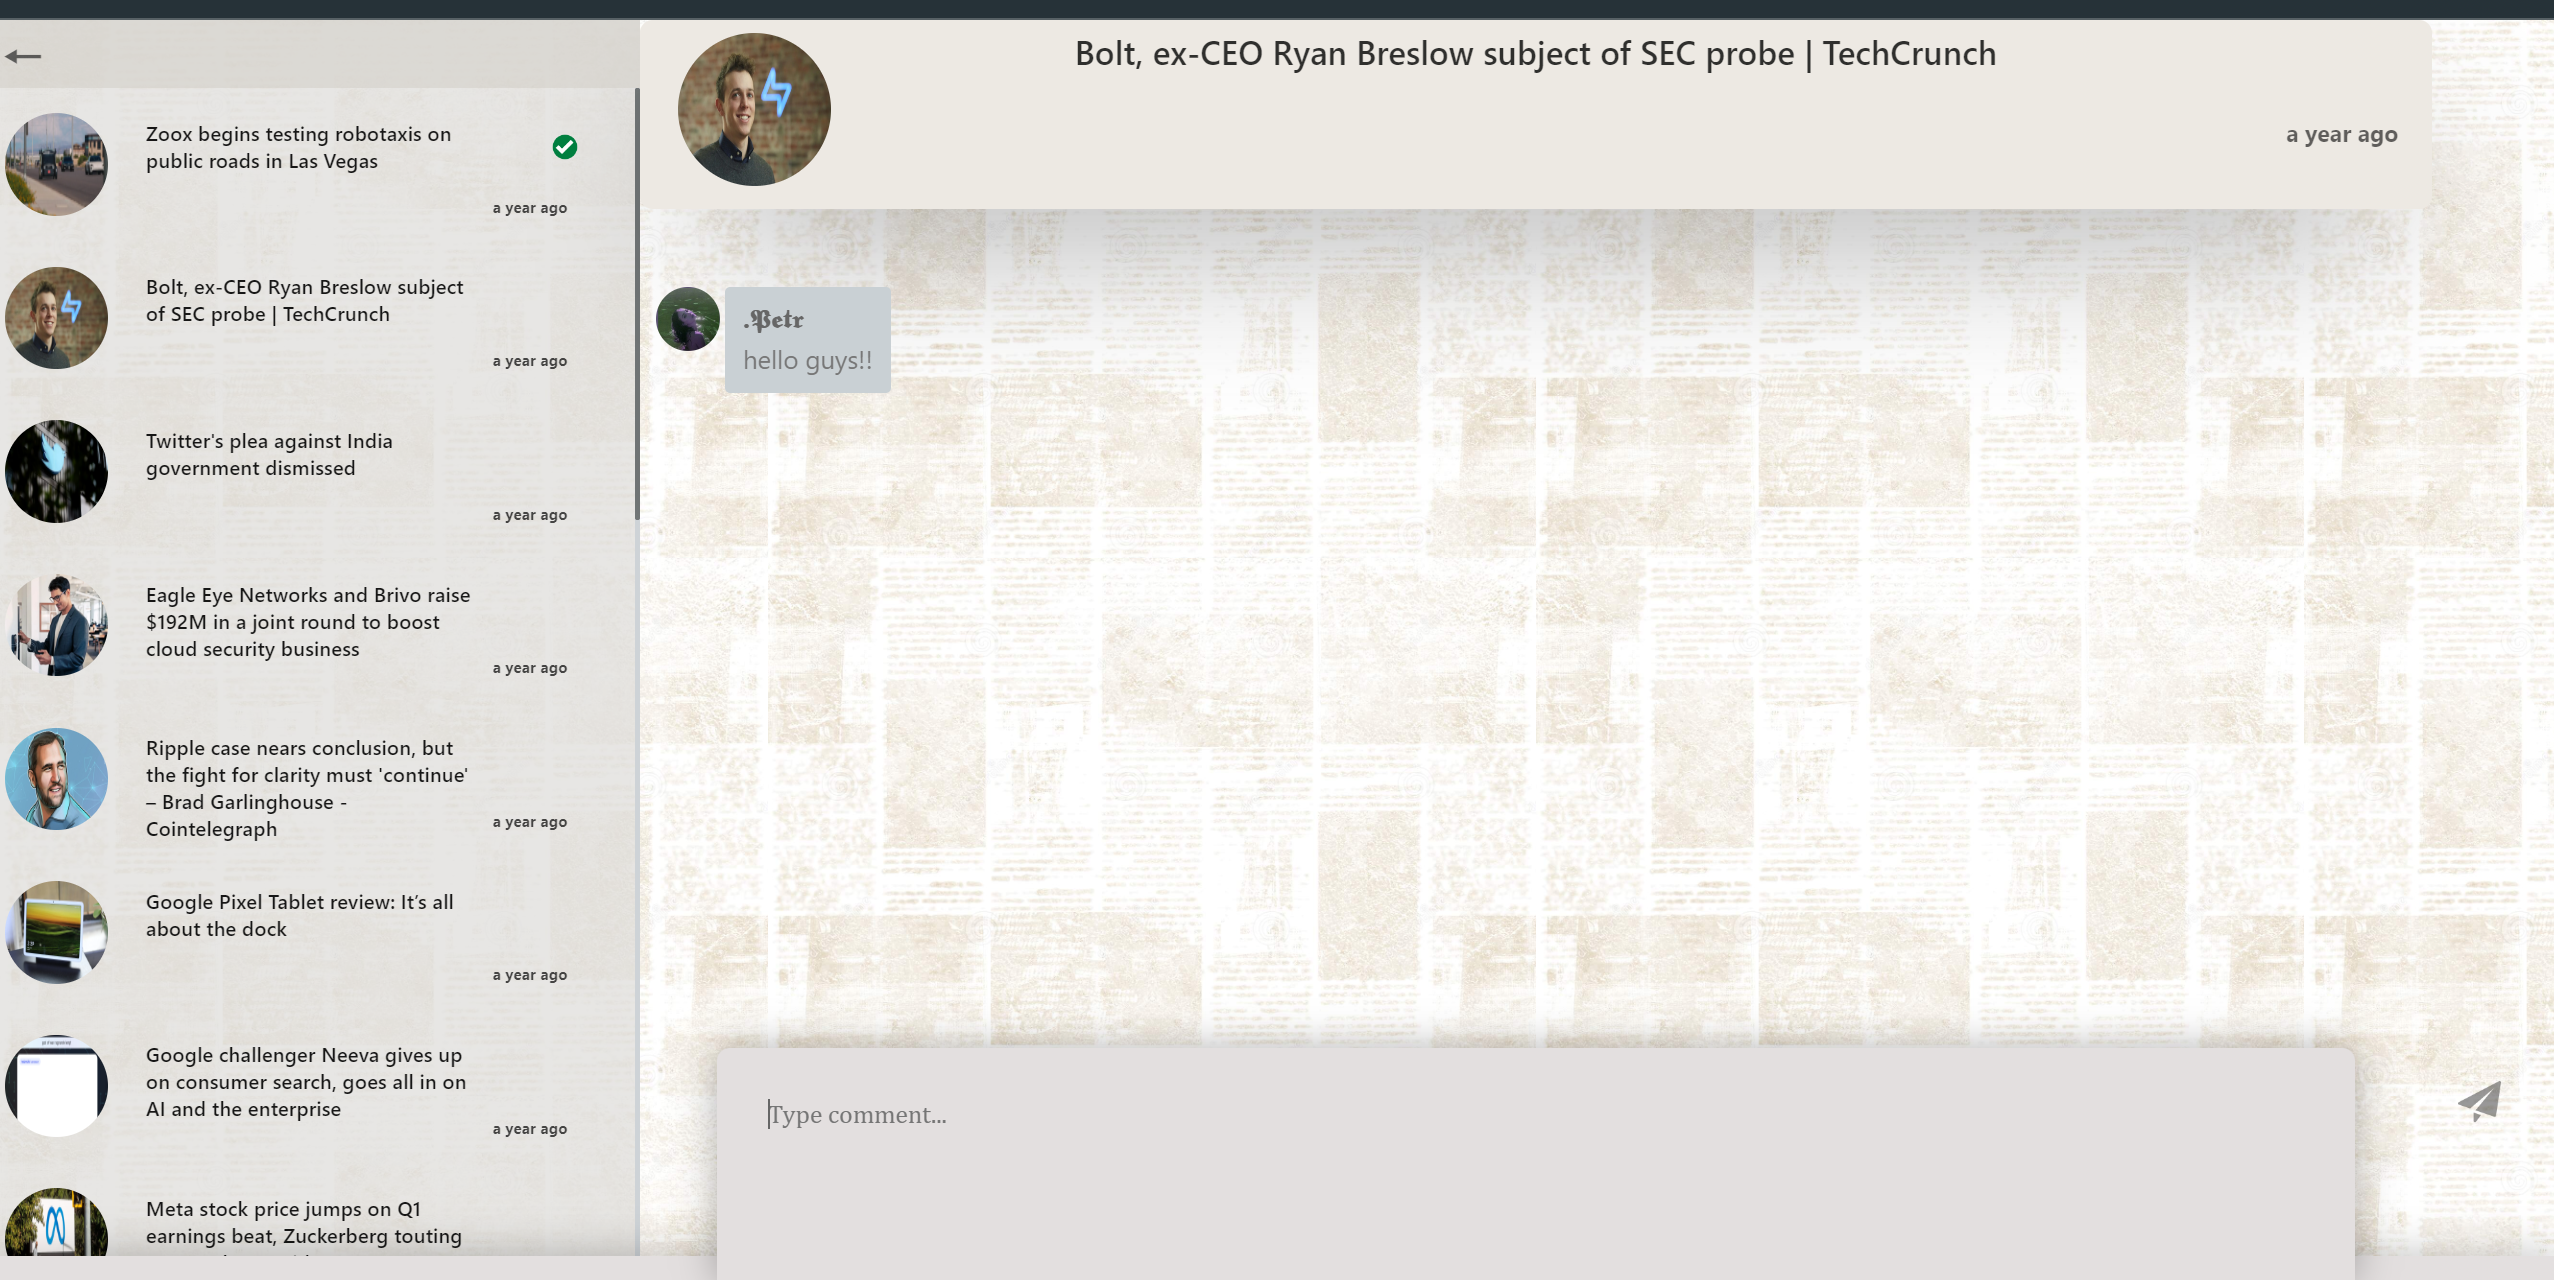 Bolt, ex-CEO Ryan Breslow subject of SEC probe | TechCrunch
a year ago
Zoox begins testing robotaxis on
public roads in Las Vegas
a year ago
Bolt, ex-CEO Ryan Breslow subject
of SEC probe | TechCrunch
a year ago
Twitter's plea against India
government dismissed
a year ago
Eagle Eye Networks and Brivo raise
$192M in a joint round to boost
cloud security business
a year ago
Ripple case nears conclusion, but
the fight for clarity must 'continue'
– Brad Garlinghouse -
Cointelegraph
a year ago
Google Pixel Tablet review: It’s all
about the dock
a year ago
Google challenger Neeva gives up
on consumer search, goes all in on
AI and the enterprise
a year ago
Meta stock price jumps on Q1
earnings beat, Zuckerberg touting
.𝕻𝖊𝖙𝖗
hello guys!!
Type comment...